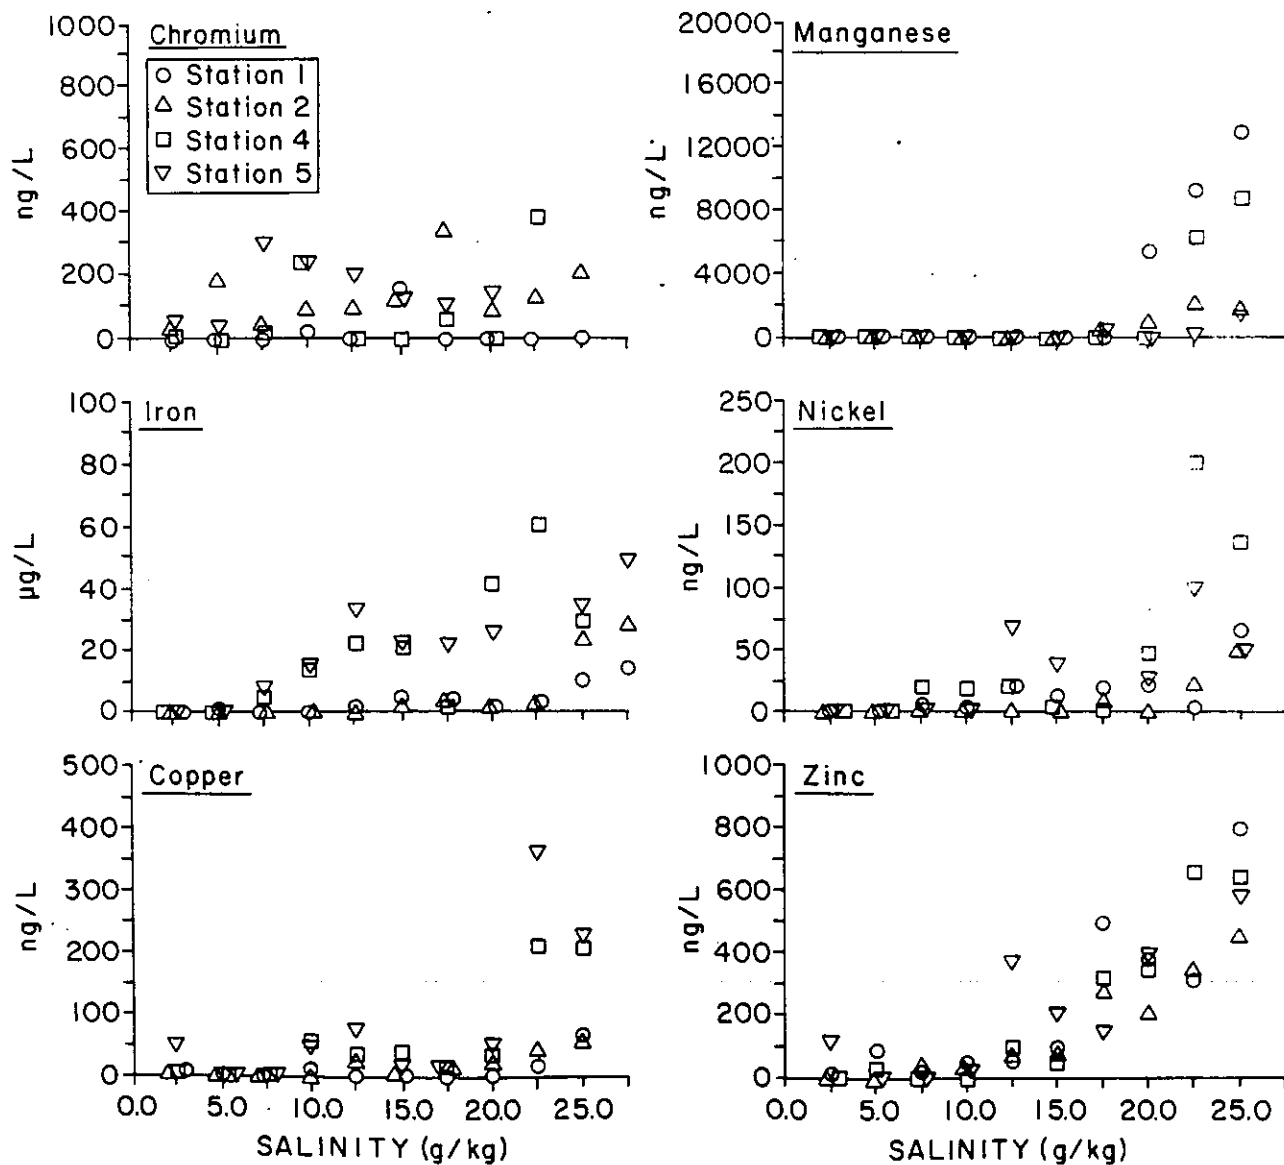 Chromium
Station 1
Station 2
Station 4
Station 5
1000
800
600
400
200
0
ng/L
Manganese
20000
16000
12000
8000
4000
0
ng/L
Iron
100
80
60
40
20
0
µg/L
Nickel
250
200
150
100
50
0
ng/L
Copper
500
400
300
200
100
0
ng/L
0.0 5.0 10.0 15.0 20.0 25.0
SALINITY (g/kg)
Zinc
1000
800
600
400
200
0
ng/L
0.0 5.0 10.0 15.0 20.0 25.0
SALINITY (g/kg)